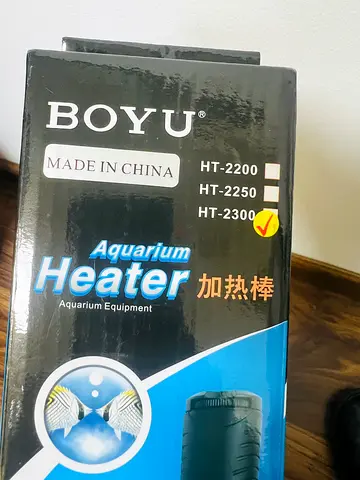 BOYU®
MADE IN CHINA
HT-2200
HT-2250
HT-2300
Aquarium
Heater 加热棒
Aquarium Equipment